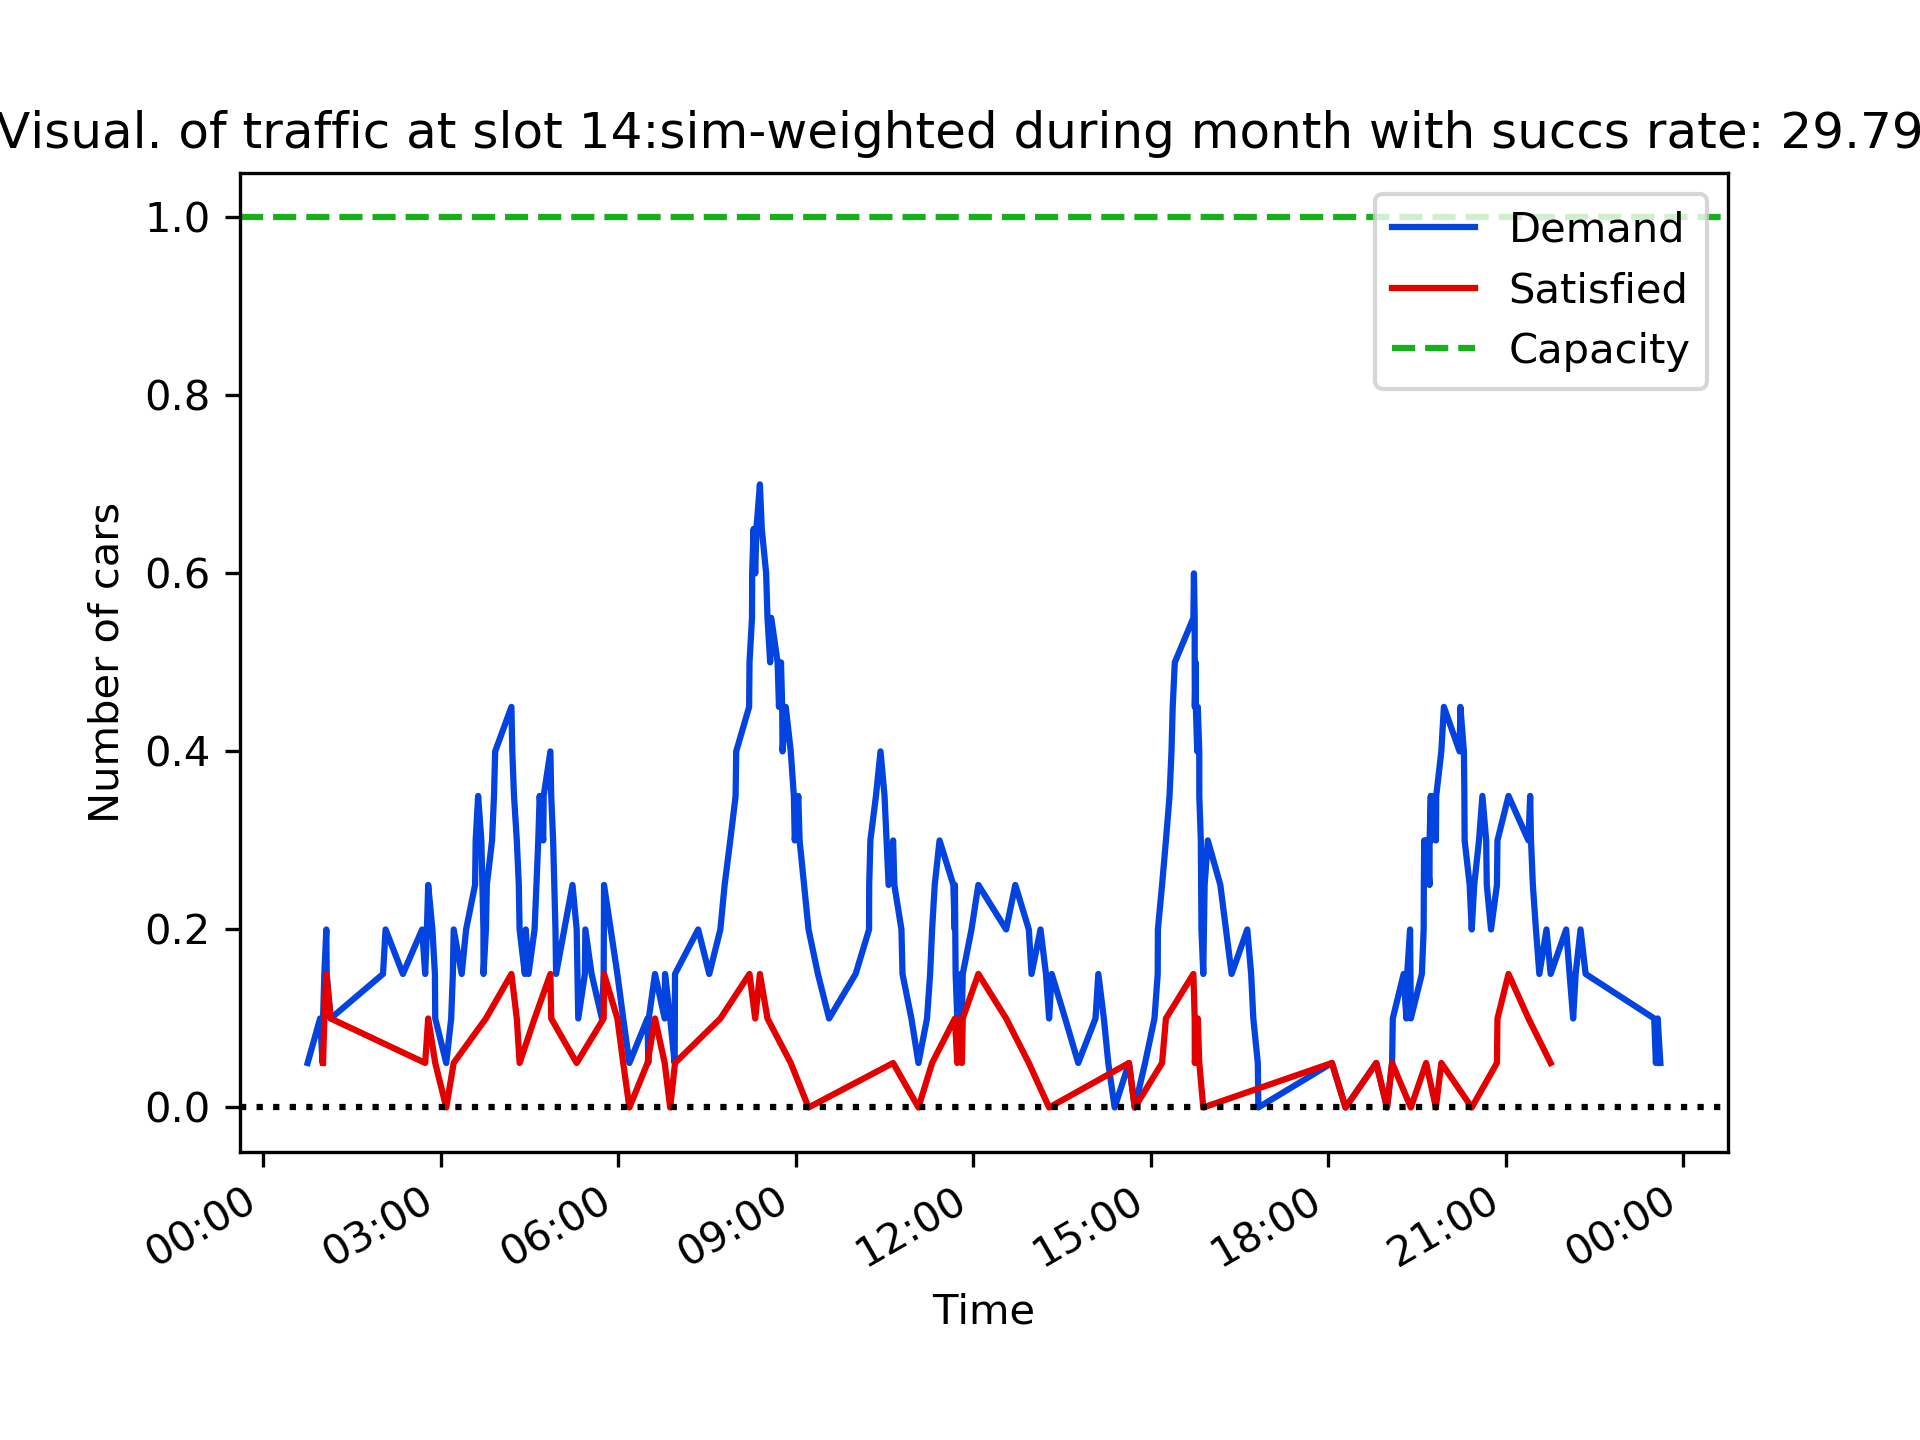 Visual. of traffic at slot 14:sim-weighted during month with succs rate: 29.79
1.0
0.8
0.6
0.4
0.2
0.0
Number of cars
Demand
Satisfied
Capacity
00:00
03:00
06:00
09:00
12:00
15:00
18:00
21:00
00:00
Time